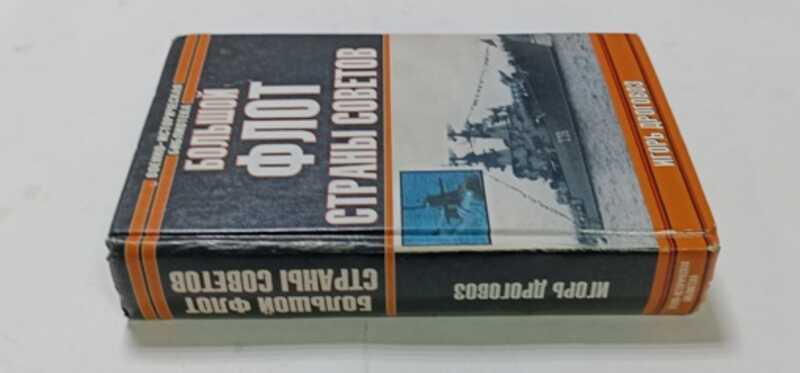 ВОЕННО-ИСТОРИЧЕСКАЯ
БИБЛИОТЕКА
БОЛЬШОЙ
ФЛОТ
СТРАНЫ СОВЕТОВ
ИГОРЬ ДРОГОВОЗ
БОЛЬШОЙ ФЛОТ
СТРАНЫ СОВЕТОВ
ИГОРЬ ДРОГОВОЗ